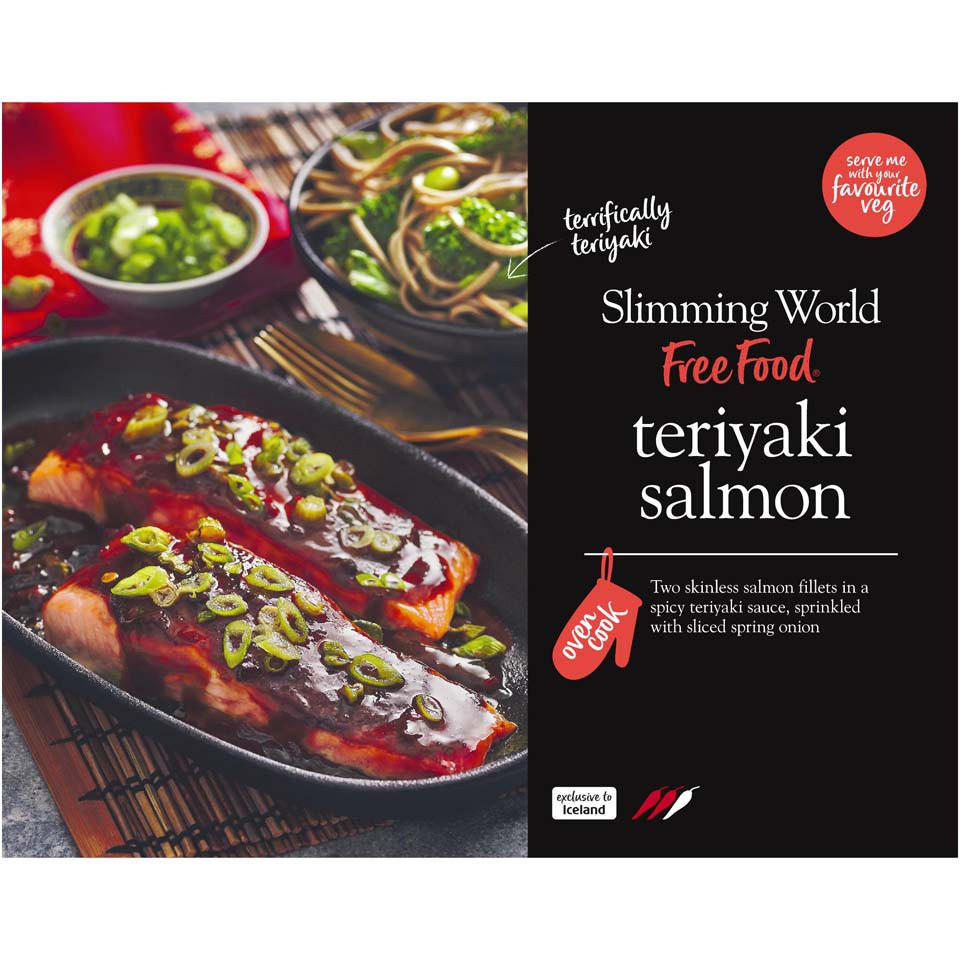 serve me
with your
favourite
veg
terrifically
teriyaki
Slimming World
Free Food®
teriyaki
salmon
oven
cook
Two skinless salmon fillets in a
spicy teriyaki sauce, sprinkled
with sliced spring onion
exclusive to
Iceland